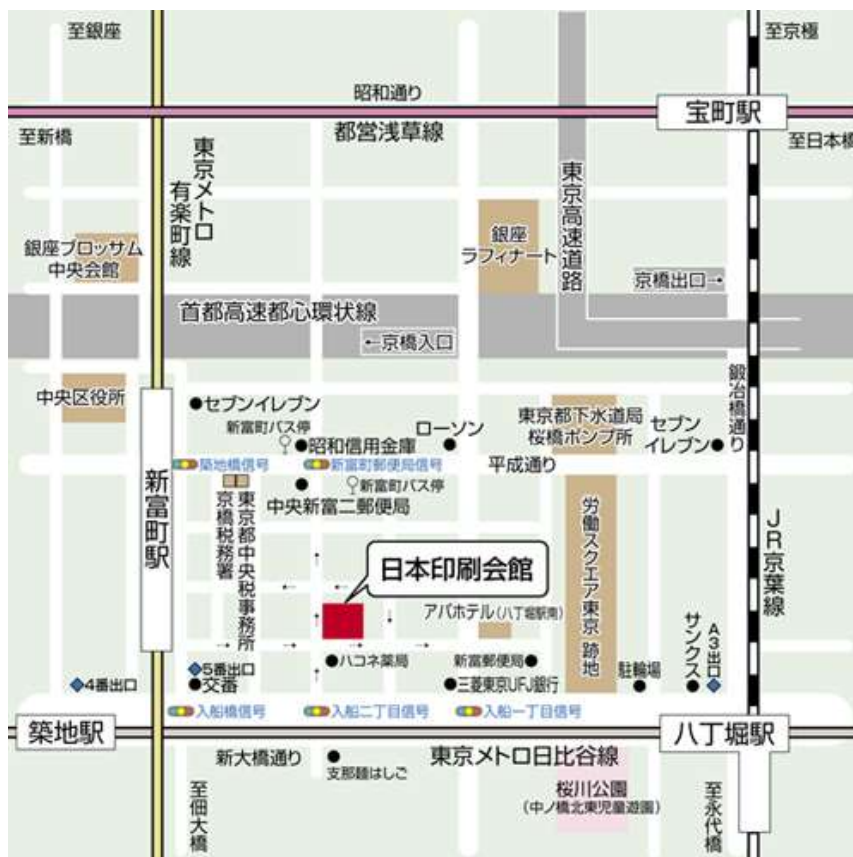 至銀座
至京極
昭和通り
宝町駅
至新橋
都営浅草線
至日本橋
東京メトロ
有楽町線
東京高速道路
銀座ブロッサム
中央会館
銀座
ラフィナート
京橋出口→
首都高速都心環状線
←京橋入口
鍛冶橋通り
中央区役所
セブンイレブン
新富町バス停
昭和信用金庫
ローソン
東京都下水道局
桜橋ポンプ所
セブン
イレブン
築地橋信号
新富町郵便局信号
平成通り
新富町駅
新富町バス停
中央新富二郵便局
東京都中央税事務所
京橋税務署
労働スクエア東京 跡地
JR京葉線
日本印刷会館
アパホテル(八丁堀駅南)
サンクス
A3出口
5番出口
ハコネ薬局
新富郵便局
駐輪場
4番出口
交番
三菱東京UFJ銀行
入船橋信号
入船二丁目信号
入船一丁目信号
築地駅
八丁堀駅
新大橋通り
東京メトロ日比谷線
支那麺はしご
至佃大橋
桜川公園
(中ノ橋北東児童遊園)
至永代橋